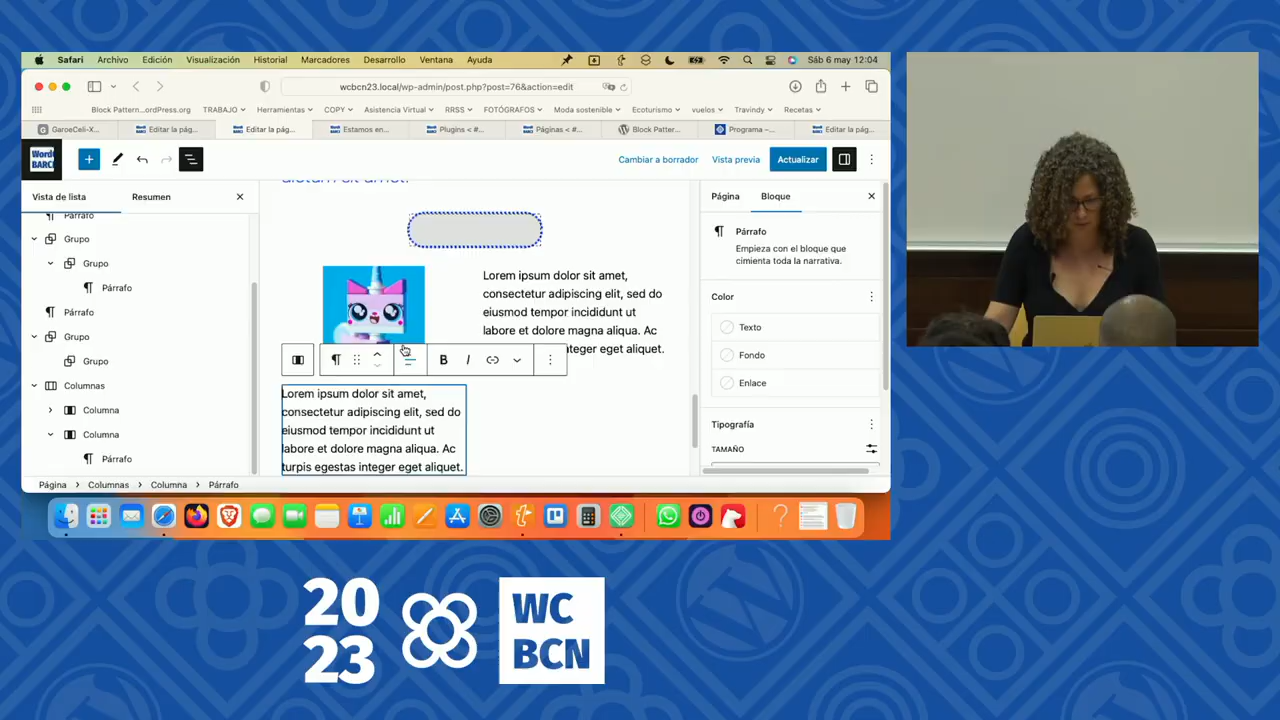 Safari Archivo Edición Visualización Historial Marcadores Desarrollo Ventana Ayuda Sáb 6 may 12:04
wcbcn23.local/wp-admin/post.php?post=76&action=edit
Block Pattern...ordPress.org TRABAJO Herramientas COPY Asistencia Virtual RRSS FOTÓGRAFOS Moda sostenible Ecoturismo vuelos Travindy Recetas
GaroeCeli-X... Editar la pág... Editar la pág... Estamos en... Plugins < #... Páginas < #... Block Patter... Programa –... Editar la pág...
Cambiar a borrador Vista previa Actualizar
Vista de lista Resumen
Párrafo
Grupo
Grupo
Párrafo
Párrafo
Grupo
Grupo
Columnas
Columna
Columna
Párrafo
dictum sit amet.
Lorem ipsum dolor sit amet,
consectetur adipiscing elit, sed do
eiusmod tempor incididunt ut
labore et dolore magna aliqua. Ac
integer eget aliquet.
B I
Lorem ipsum dolor sit amet,
consectetur adipiscing elit, sed do
eiusmod tempor incididunt ut
labore et dolore magna aliqua. Ac
turpis egestas integer eget aliquet.
Página Bloque
Párrafo
Empieza con el bloque que
cimienta toda la narrativa.
Color
Texto
Fondo
Enlace
Tipografía
TAMAÑO
Página > Columnas > Columna > Párrafo
20
23
WC
BCN